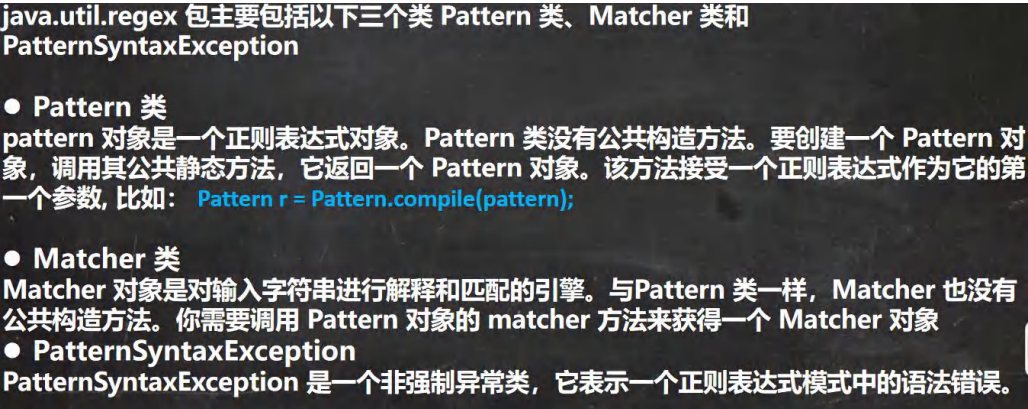 java.util.regex 包主要包括以下三个类 Pattern 类、Matcher 类和
PatternSyntaxException
● Pattern 类
pattern 对象是一个正则表达式对象。Pattern 类没有公共构造方法。要创建一个 Pattern 对
象，调用其公共静态方法，它返回一个 Pattern 对象。该方法接受一个正则表达式作为它的第
一个参数, 比如： Pattern r = Pattern.compile(pattern);
● Matcher 类
Matcher 对象是对输入字符串进行解释和匹配的引擎。与Pattern 类一样，Matcher 也没有
公共构造方法。你需要调用 Pattern 对象的 matcher 方法来获得一个 Matcher 对象
● PatternSyntaxException
PatternSyntaxException 是一个非强制异常类，它表示一个正则表达式模式中的语法错误。